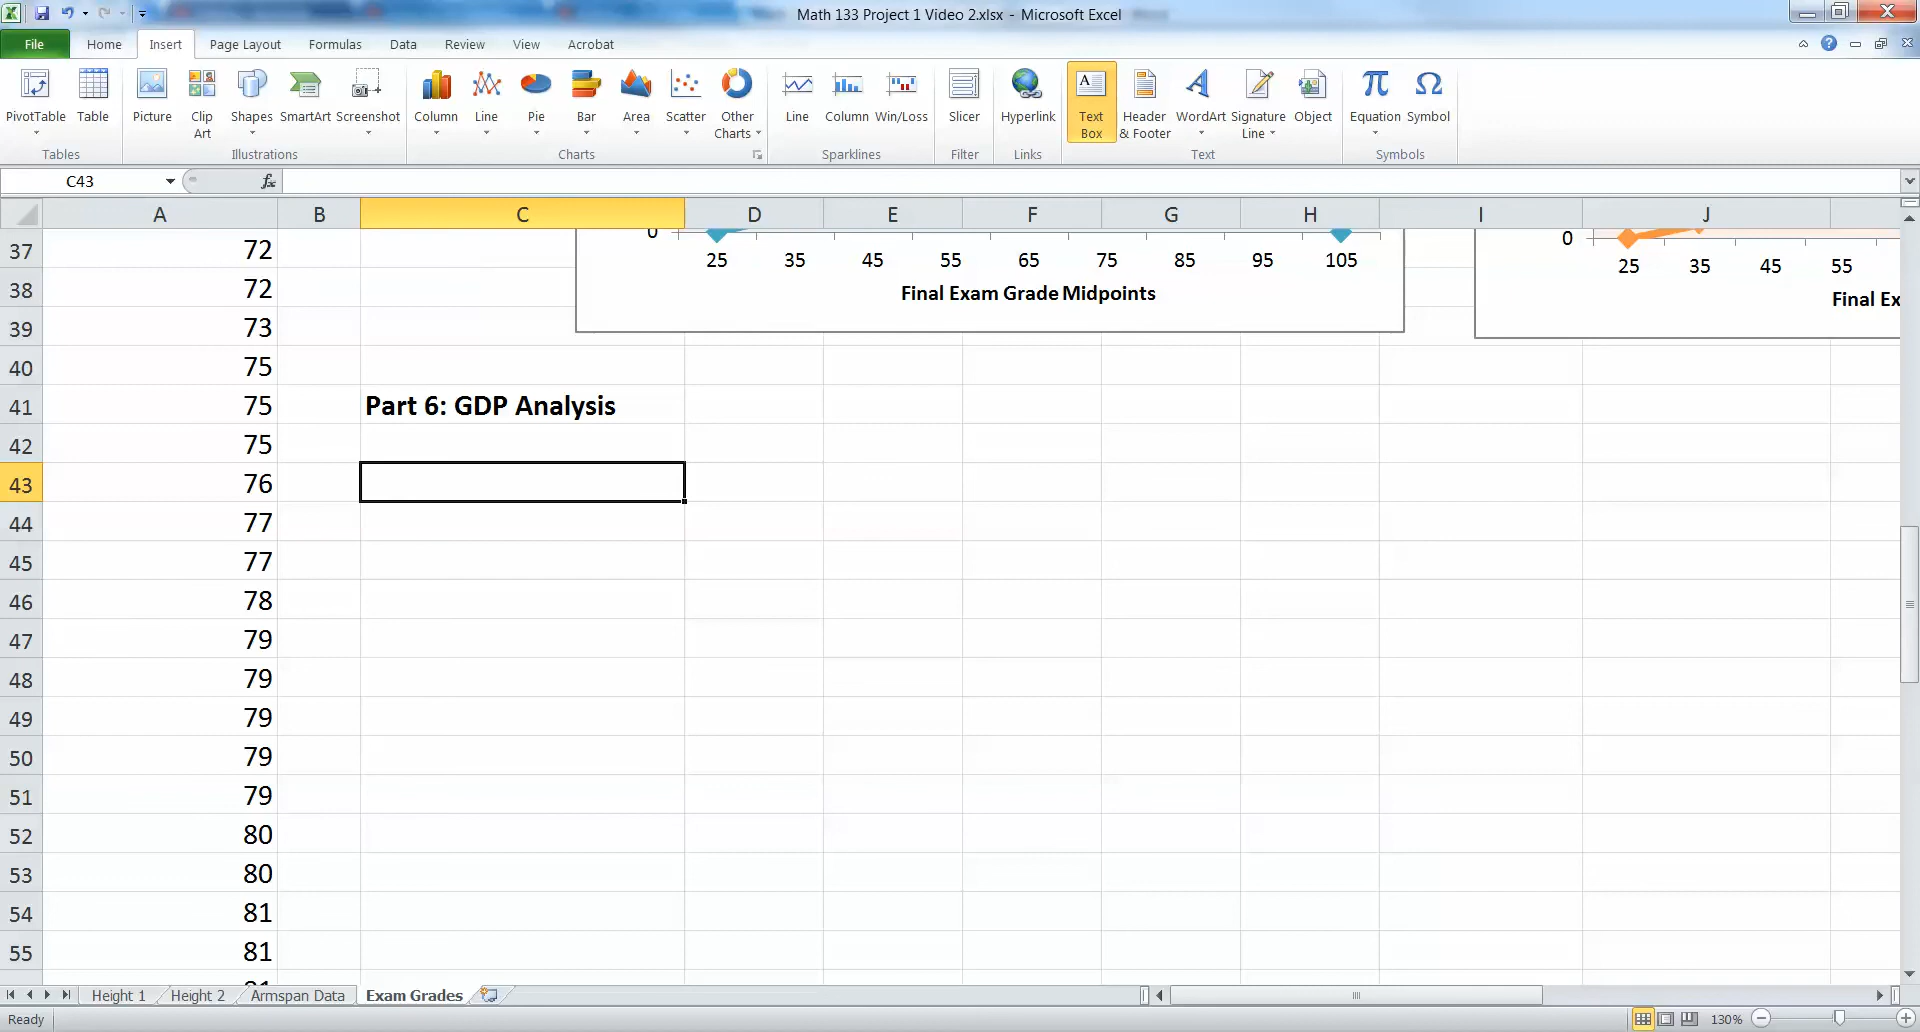 Math 133 Project 1 Video 2.xlsx - Microsoft Excel
File Home Insert Page Layout Formulas Data Review View Acrobat
PivotTable Table Picture Clip Art Shapes SmartArt Screenshot Column Line Pie Bar Area Scatter Other Charts Line Column Win/Loss Slicer Hyperlink Text Box Header & Footer WordArt Signature Line Object Equation Symbol
Tables Illustrations Charts Sparklines Filter Links Text Symbols
C43 fx
A B C D E F G H I J
37 72 0 0
25 35 45 55 65 75 85 95 105 25 35 45 55
38 72 Final Exam Grade Midpoints Final Ex
39 73
40 75
41 75 Part 6: GDP Analysis
42 75
43 76
44 77
45 77
46 78
47 79
48 79
49 79
50 79
51 79
52 80
53 80
54 81
55 81
Height 1 Height 2 Armspan Data Exam Grades
Ready 130%